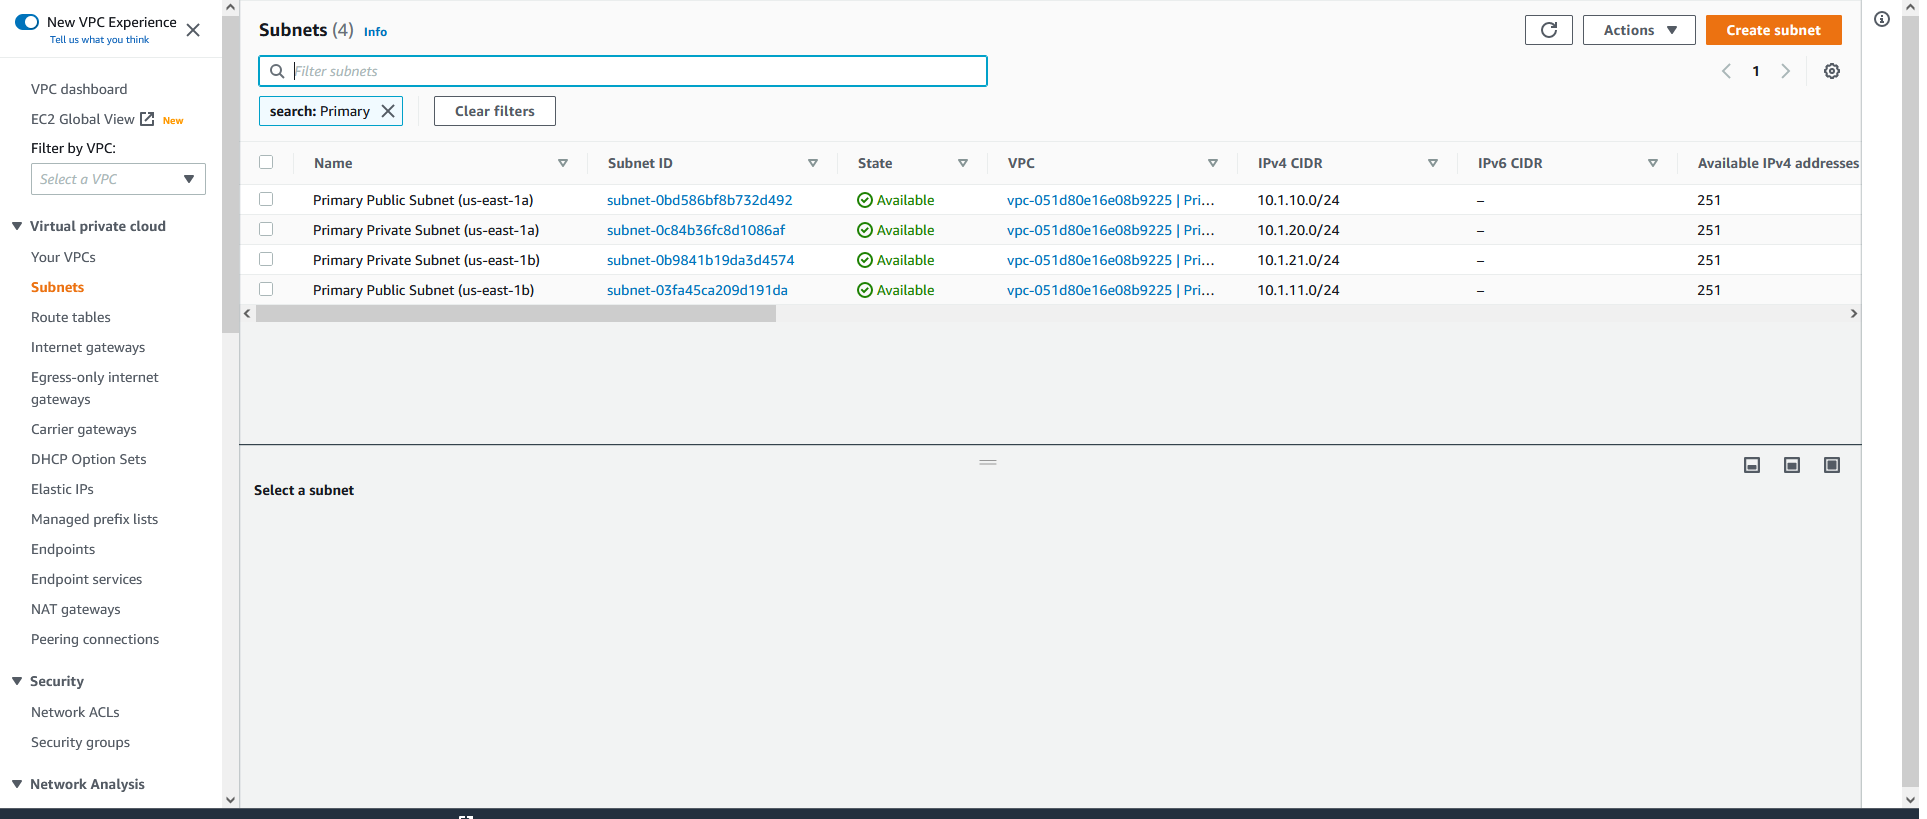 New VPC Experience
Tell us what you think
VPC dashboard
EC2 Global View New
Filter by VPC:
Select a VPC
Virtual private cloud
Your VPCs
Subnets
Route tables
Internet gateways
Egress-only internet
gateways
Carrier gateways
DHCP Option Sets
Elastic IPs
Managed prefix lists
Endpoints
Endpoint services
NAT gateways
Peering connections
Security
Network ACLs
Security groups
Network Analysis
Subnets (4) Info
Actions
Create subnet
Filter subnets
1
search: Primary
Clear filters
Name Subnet ID State VPC IPv4 CIDR IPv6 CIDR Available IPv4 addresses
Primary Public Subnet (us-east-1a) subnet-0bd586bf8b732d492 Available vpc-051d80e16e08b9225 | Pri... 10.1.10.0/24 – 251
Primary Private Subnet (us-east-1a) subnet-0c84b36fc8d1086af Available vpc-051d80e16e08b9225 | Pri... 10.1.20.0/24 – 251
Primary Private Subnet (us-east-1b) subnet-0b9841b19da3d4574 Available vpc-051d80e16e08b9225 | Pri... 10.1.21.0/24 – 251
Primary Public Subnet (us-east-1b) subnet-03fa45ca209d191da Available vpc-051d80e16e08b9225 | Pri... 10.1.11.0/24 – 251
Select a subnet